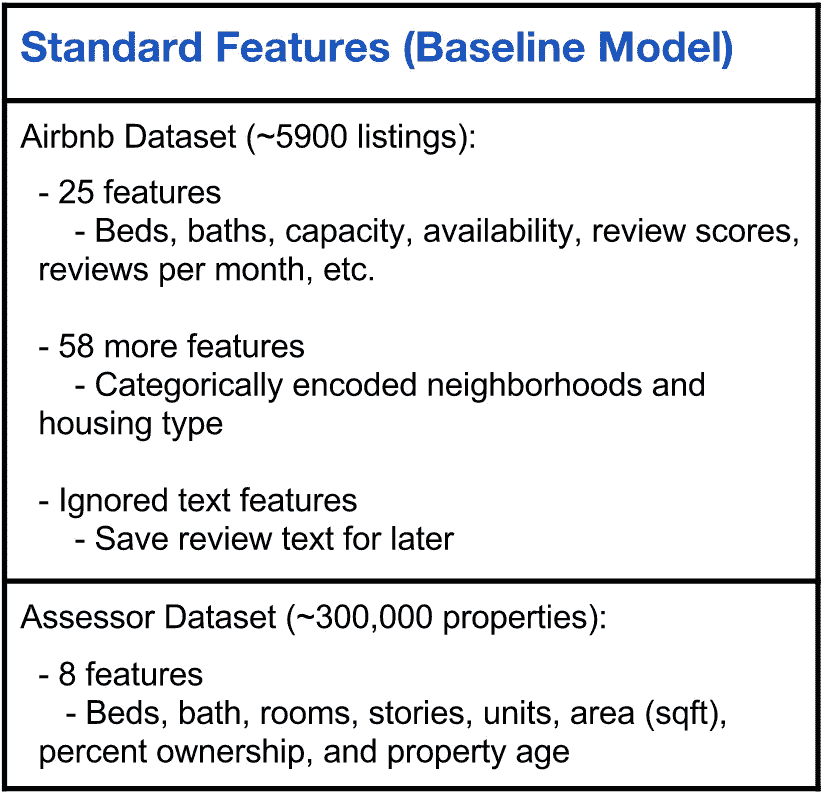 Standard Features (Baseline Model)
Airbnb Dataset (~5900 listings):
- 25 features
- Beds, baths, capacity, availability, review scores,
reviews per month, etc.
- 58 more features
- Categorically encoded neighborhoods and
housing type
- Ignored text features
- Save review text for later
Assessor Dataset (~300,000 properties):
- 8 features
- Beds, bath, rooms, stories, units, area (sqft),
percent ownership, and property age